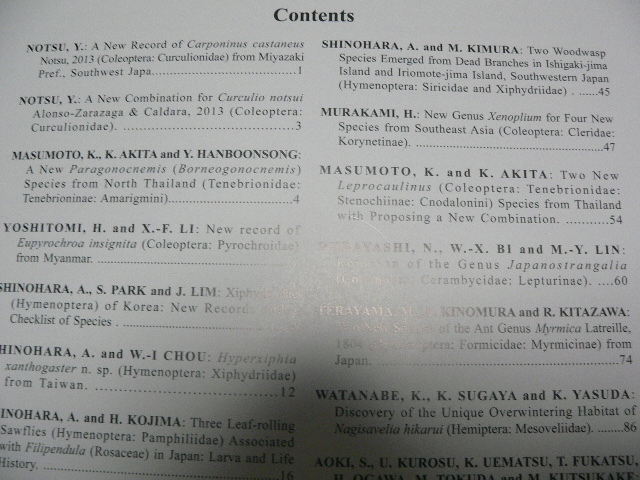 Contents
NOTSU, Y.: A New Record of Carponinus castaneus
Notsu, 2013 (Coleoptera: Curculionidae) from Miyazaki
Pref., Southwest Japa.......................................1
NOTSU, Y.: A New Combination for Curculio notsui
Alonso-Zarazaga & Caldara, 2013 (Coleoptera:
Curculionidae). ..............................................3
MASUMOTO, K., K. AKITA and Y. HANBOONSONG:
A New Paragonocnemis (Borneogonocnemis)
Species from North Thailand (Tenebrionidae:
Tenebrioninae: Amarigmini)..............................4
YOSHITOMI, H. and X.-F. LI: New record of
Eupyrochroa insignita (Coleoptera: Pyrochroidae)
from Myanmar. ..............................
SHINOHARA, A., S. PARK and J. LIM:
(Hymenoptera) of Korea: New Records
Checklist of Species . ..................
HINOHARA, A. and W.-I CHOU: Hyperxiphia
xanthogaster n. sp. (Hymenoptera: Xiphydriidae)
from Taiwan. ..............................12
INOHARA, A. and H. KOJIMA: Three Leaf-rolling
Sawflies (Hymenoptera: Pamphiliidae) Associated
with Filipendula (Rosaceae) in Japan: Larva and Life
History. ..............................16
SHINOHARA, A. and M. KIMURA: Two Woodwasp
Species Emerged from Dead Branches in Ishigaki-jima
Island and Iriomote-jima Island, Southwestern Japan
(Hymenoptera: Siricidae and Xiphydriidae) . ......45
MURAKAMI, H.: New Genus Xenoplium for Four New
Species from Southeast Asia (Coleoptera: Cleridae:
Korynetinae). ..............................................47
MASUMOTO, K. and K. AKITA: Two New
Leprocaulinus (Coleoptera: Tenebrionidae:
Stenochiinae: Cnodalonini) Species from Thailand
with Proposing a New Combination. ............54
N., W.-X. BI and M.-Y. LIN:
of the Genus Japanostrangalia
Cerambycidae: Lepturinae). ....60
TERAYAMA, KINOMURA and R. KITAZAWA:
of the Ant Genus Myrmica Latreille,
1804 Formicidae: Myrmicinae) from
Japan. ..............................74
WATANABE, K., K. SUGAYA and K. YASUDA:
Discovery of the Unique Overwintering Habitat of
Nagisavelia hikarui (Hemiptera: Mesoveliidae). ........86
AOKI, S., U. KUROSU, K. UEMATSU, T. FUKATSU,
H. OGAWA, M. TOKUDA and M. KUTSUKAKE: